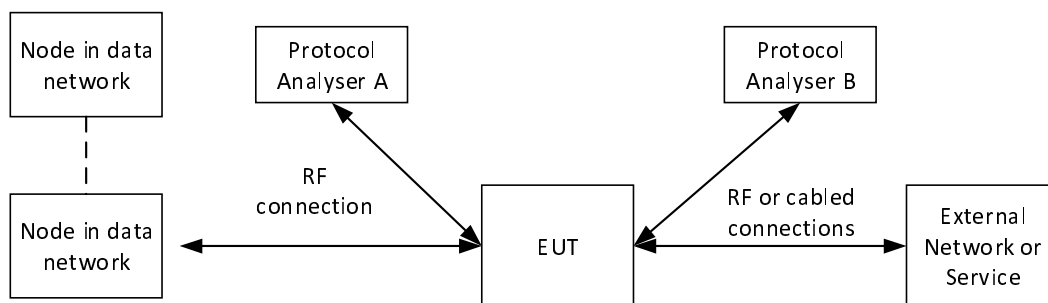 Node in data
network
Protocol
Analyser A
Protocol
Analyser B
RF
connection
Node in data
network
EUT
RF or cabled
connections
External
Network or
Service